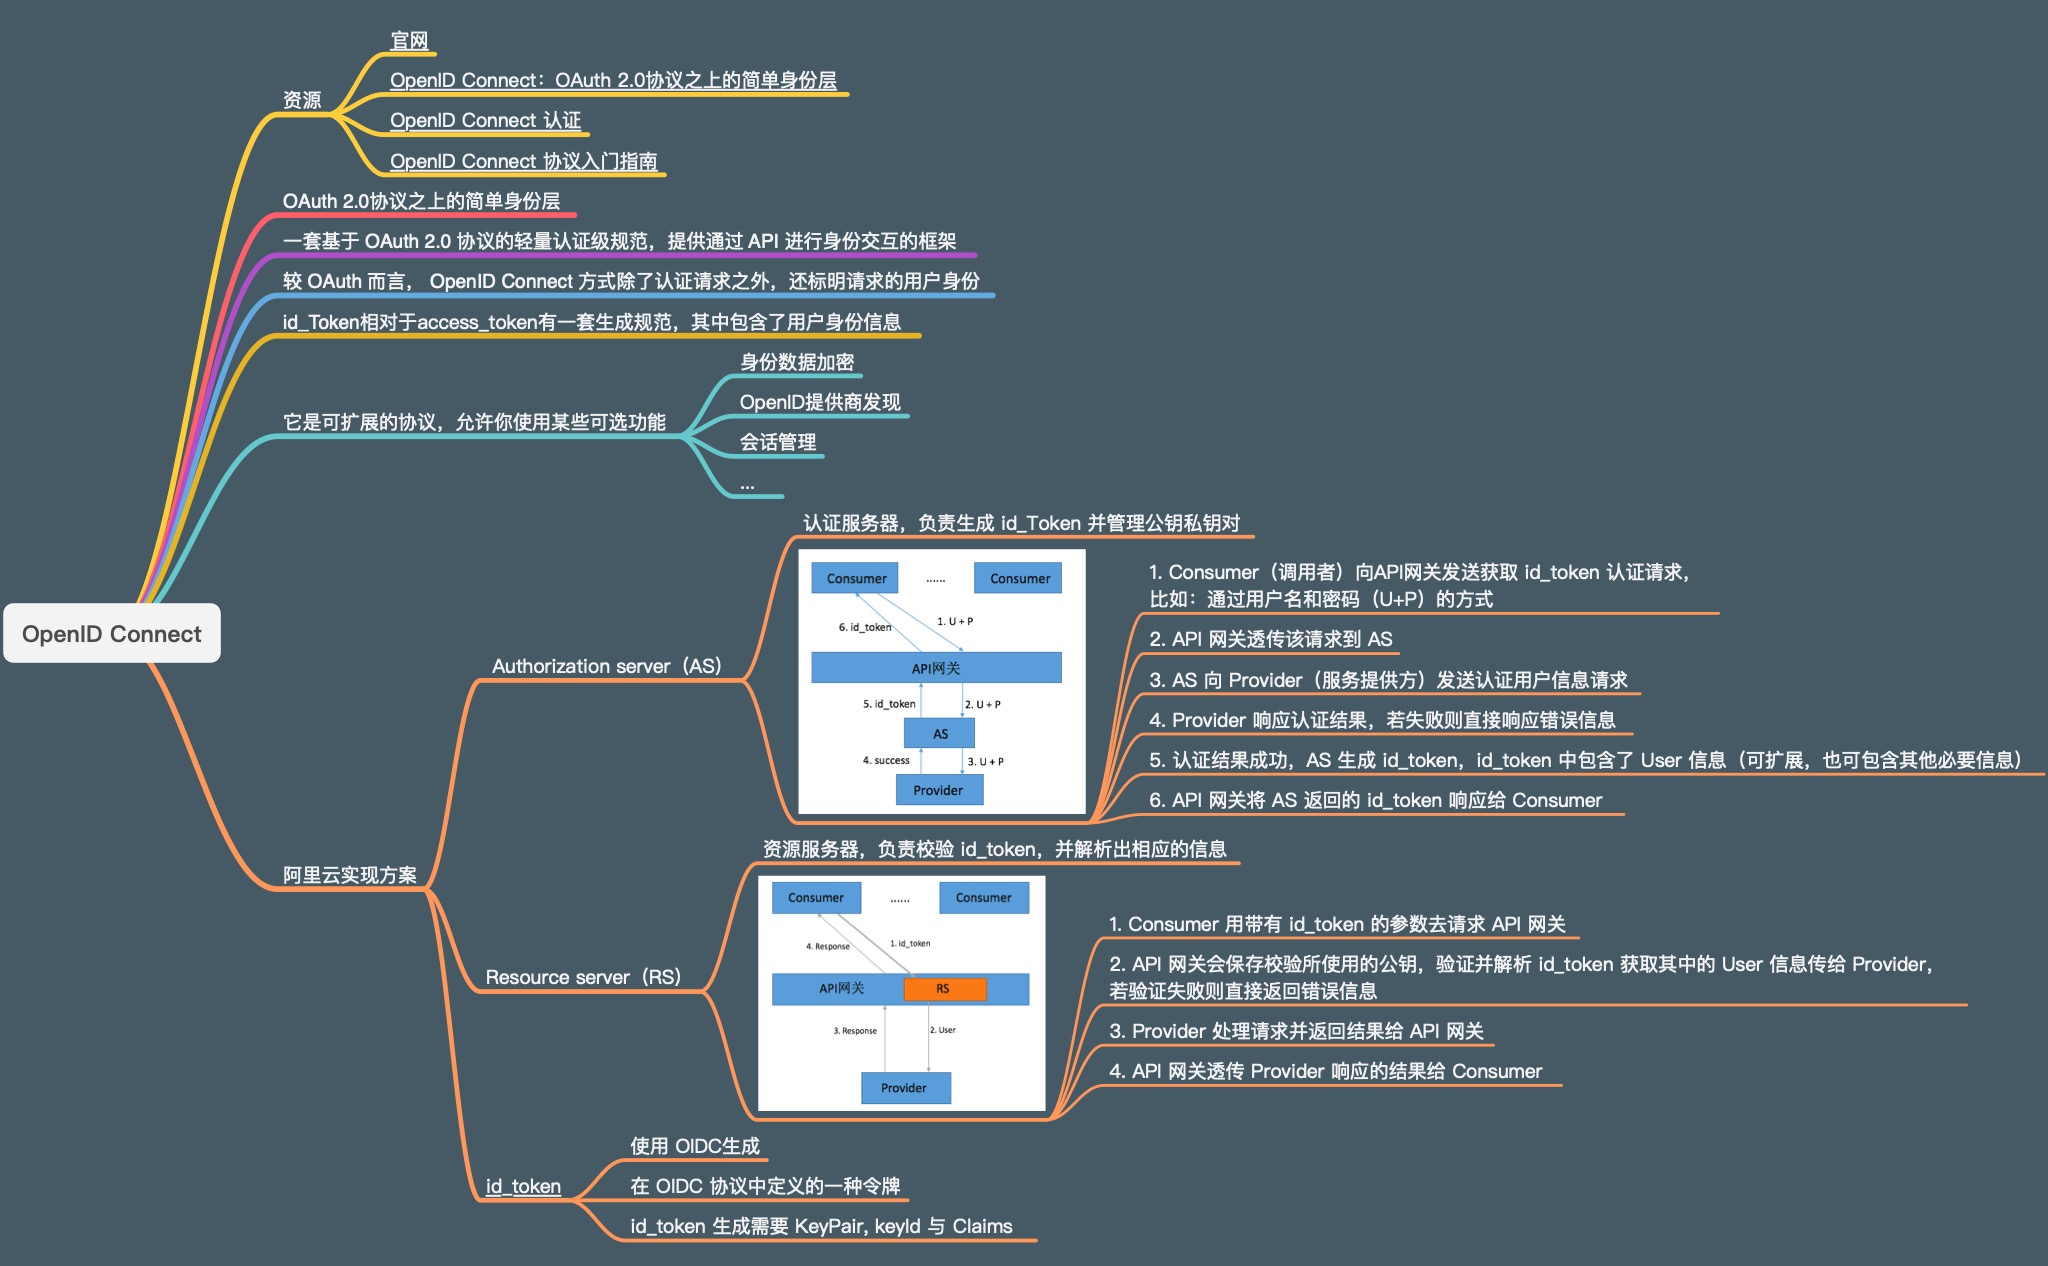 官网
OpenID Connect：OAuth 2.0协议之上的简单身份层
资源
OpenID Connect 认证
OpenID Connect 协议入门指南
OAuth 2.0协议之上的简单身份层
一套基于 OAuth 2.0 协议的轻量认证级规范，提供通过 API 进行身份交互的框架
较 OAuth 而言， OpenID Connect 方式除了认证请求之外，还标明请求的用户身份
id_Token相对于access_token有一套生成规范，其中包含了用户身份信息
它是可扩展的协议，允许你使用某些可选功能
身份数据加密
OpenID提供商发现
会话管理
...
OpenID Connect
阿里云实现方案
Authorization server（AS）
认证服务器，负责生成 id_Token 并管理公钥私钥对
Consumer
......
Consumer
6. id_token
1. U + P
API网关
5. id_token
2. U + P
AS
4. success
3. U + P
Provider
1. Consumer（调用者）向API网关发送获取 id_token 认证请求，
比如：通过用户名和密码（U+P）的方式
2. API 网关透传该请求到 AS
3. AS 向 Provider（服务提供方）发送认证用户信息请求
4. Provider 响应认证结果，若失败则直接响应错误信息
5. 认证结果成功，AS 生成 id_token，id_token 中包含了 User 信息（可扩展，也可包含其他必要信息）
6. API 网关将 AS 返回的 id_token 响应给 Consumer
Resource server（RS）
资源服务器，负责校验 id_token，并解析出相应的信息
Consumer
......
Consumer
4. Response
1. id_token
API网关
RS
3. Response
2. User
Provider
1. Consumer 用带有 id_token 的参数去请求 API 网关
2. API 网关会保存校验所使用的公钥，验证并解析 id_token 获取其中的 User 信息传给 Provider，
若验证失败则直接返回错误信息
3. Provider 处理请求并返回结果给 API 网关
4. API 网关透传 Provider 响应的结果给 Consumer
id_token
使用 OIDC生成
在 OIDC 协议中定义的一种令牌
id_token 生成需要 KeyPair, keyId 与 Claims